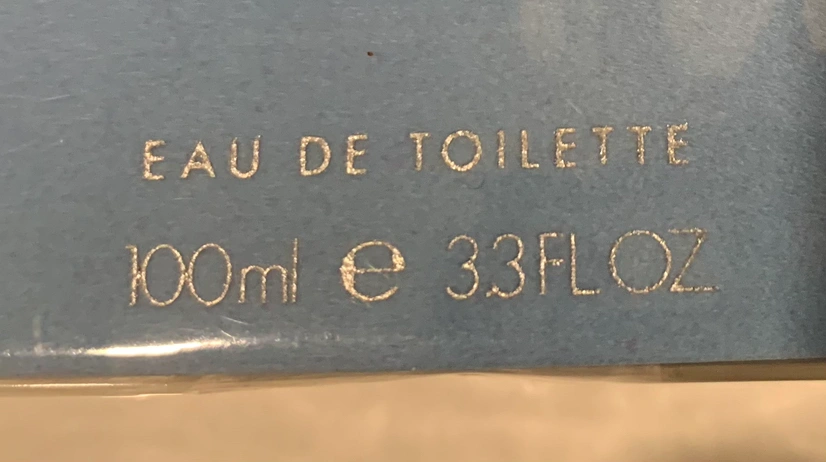 EAU DE TOILETTE
100ml ℮ 3.3FLOZ